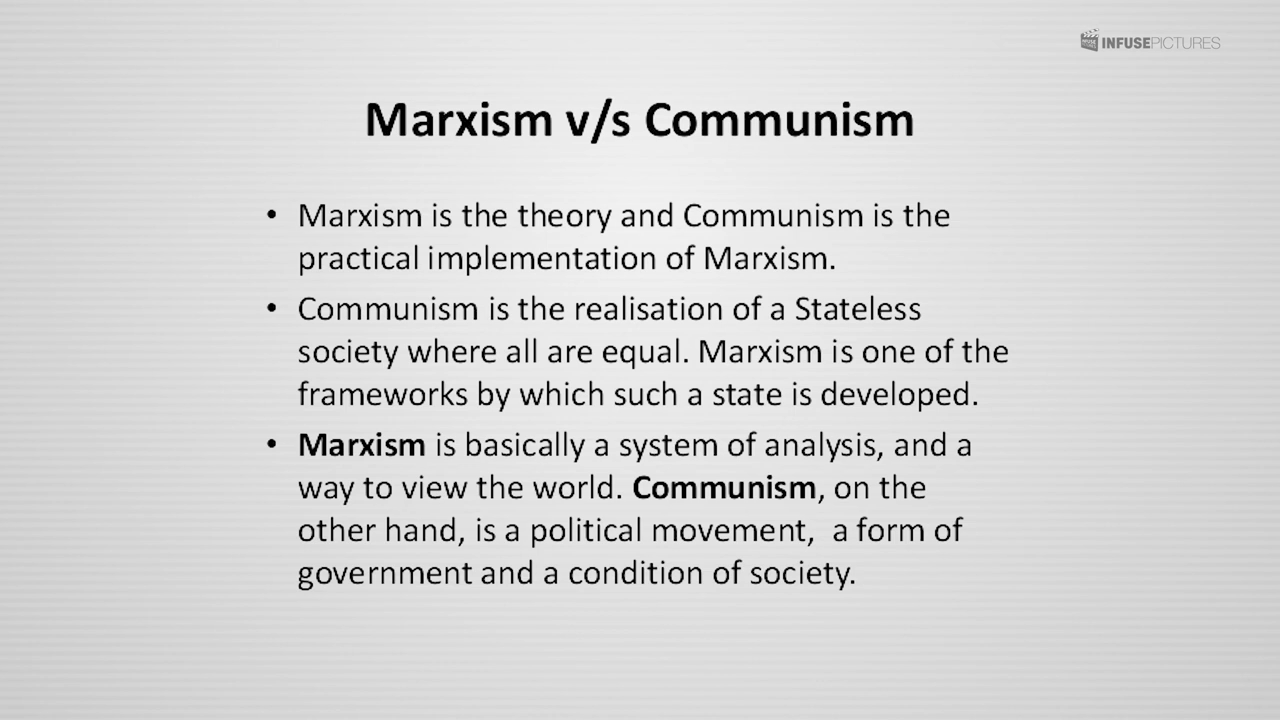 INFUSEPICTURES
Marxism v/s Communism
• Marxism is the theory and Communism is the
practical implementation of Marxism.
• Communism is the realisation of a Stateless
society where all are equal. Marxism is one of the
frameworks by which such a state is developed.
• Marxism is basically a system of analysis, and a
way to view the world. Communism, on the
other hand, is a political movement,  a form of
government and a condition of society.